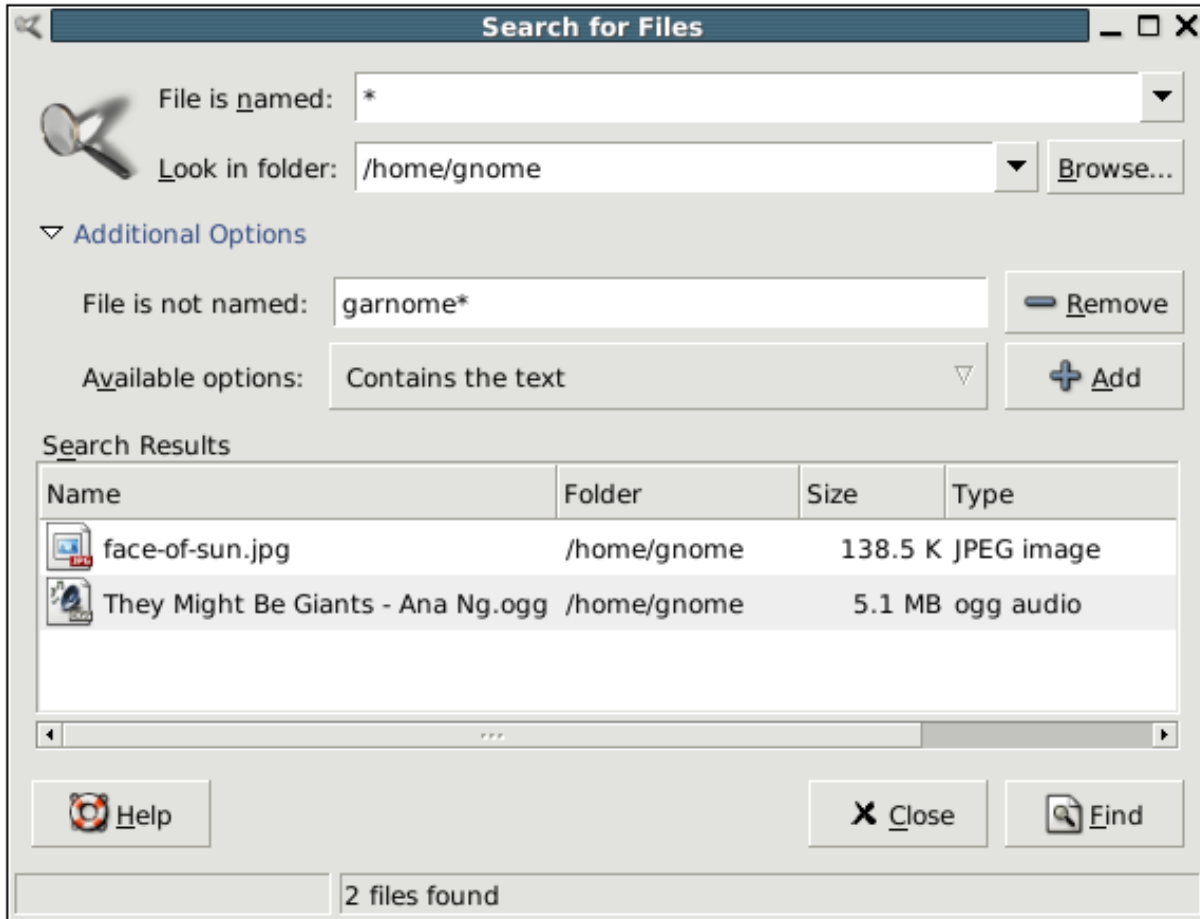 Search for Files
File is named: *
Look in folder: /home/gnome Browse...
Additional Options
File is not named: garnome* Remove
Available options: Contains the text Add
Search Results
Name Folder Size Type
face-of-sun.jpg /home/gnome 138.5 K JPEG image
They Might Be Giants - Ana Ng.ogg /home/gnome 5.1 MB ogg audio
Help Close Find
2 files found